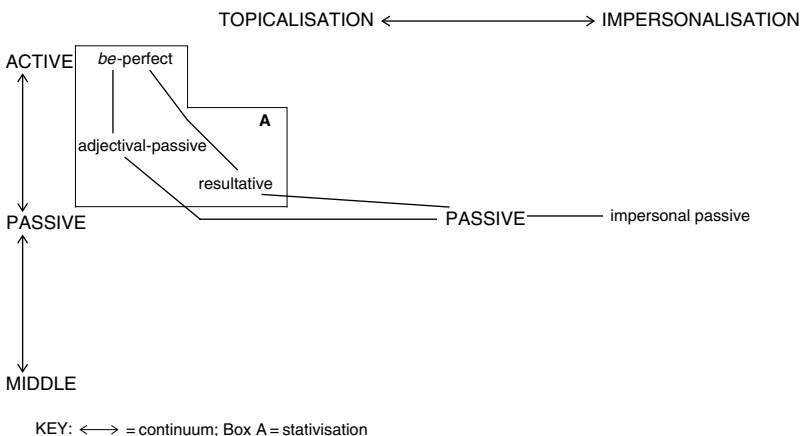 TOPICALISATION ⟷ IMPERSONALISATION
ACTIVE
be-perfect
A
adjectival-passive
resultative
PASSIVE
PASSIVE
impersonal passive
MIDDLE
KEY: ⟷ = continuum; Box A = stativisation